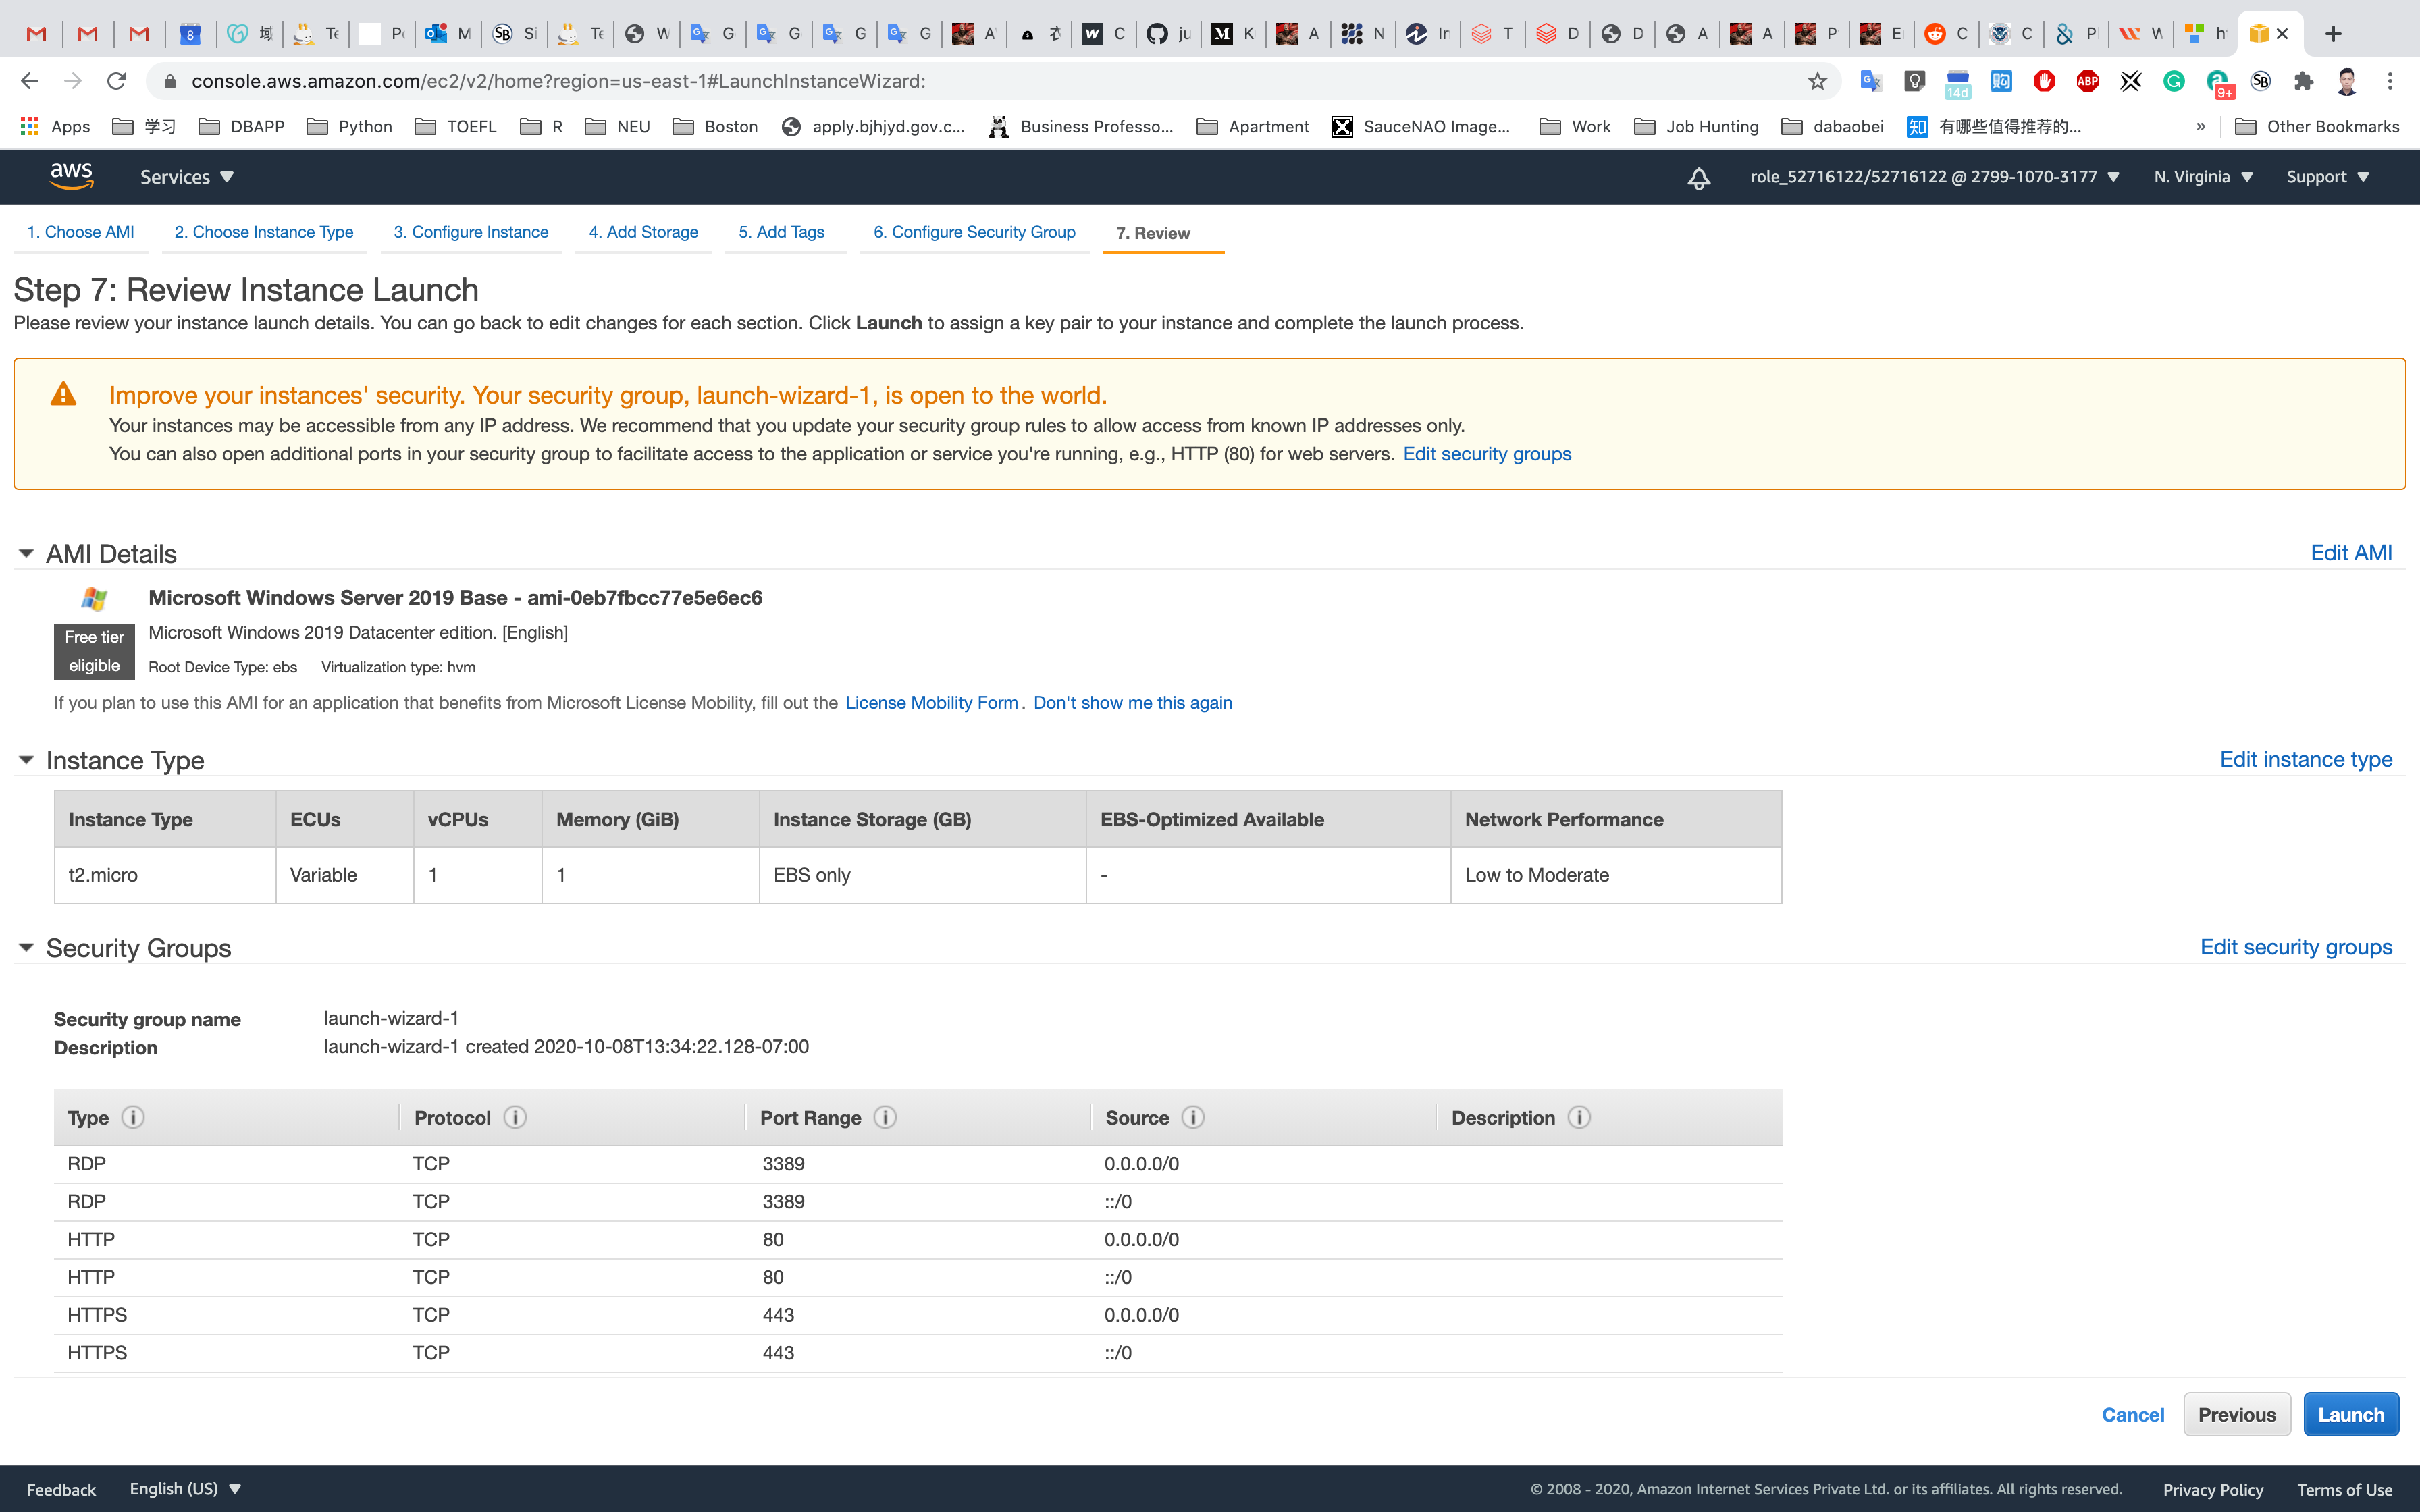 8 域 Te Pc M Si Te W G G G G A 衣 C ju K A N In T D D A A P E C C P W h
console.aws.amazon.com/ec2/v2/home?region=us-east-1#LaunchInstanceWizard:
14d ABP 9+
Apps 学习 DBAPP Python TOEFL R NEU Boston apply.bjhjyd.gov.c... Business Professo... Apartment SauceNAO Image... Work Job Hunting dabaobei 知 有哪些值得推荐的... » Other Bookmarks
aws Services role_52716122/52716122 @ 2799-1070-3177 N. Virginia Support
1. Choose AMI 2. Choose Instance Type 3. Configure Instance 4. Add Storage 5. Add Tags 6. Configure Security Group 7. Review
Step 7: Review Instance Launch
Please review your instance launch details. You can go back to edit changes for each section. Click Launch to assign a key pair to your instance and complete the launch process.
Improve your instances' security. Your security group, launch-wizard-1, is open to the world.
Your instances may be accessible from any IP address. We recommend that you update your security group rules to allow access from known IP addresses only.
You can also open additional ports in your security group to facilitate access to the application or service you're running, e.g., HTTP (80) for web servers. Edit security groups
AMI Details Edit AMI
Microsoft Windows Server 2019 Base - ami-0eb7fbcc77e5e6ec6
Free tier eligible
Microsoft Windows 2019 Datacenter edition. [English]
Root Device Type: ebs Virtualization type: hvm
If you plan to use this AMI for an application that benefits from Microsoft License Mobility, fill out the License Mobility Form. Don't show me this again
Instance Type Edit instance type
Instance Type ECUs vCPUs Memory (GiB) Instance Storage (GB) EBS-Optimized Available Network Performance
t2.micro Variable 1 1 EBS only - Low to Moderate
Security Groups Edit security groups
Security group name launch-wizard-1
Description launch-wizard-1 created 2020-10-08T13:34:22.128-07:00
Type Protocol Port Range Source Description
RDP TCP 3389 0.0.0.0/0
RDP TCP 3389 ::/0
HTTP TCP 80 0.0.0.0/0
HTTP TCP 80 ::/0
HTTPS TCP 443 0.0.0.0/0
HTTPS TCP 443 ::/0
Cancel Previous Launch
Feedback English (US) © 2008 - 2020, Amazon Internet Services Private Ltd. or its affiliates. All rights reserved. Privacy Policy Terms of Use